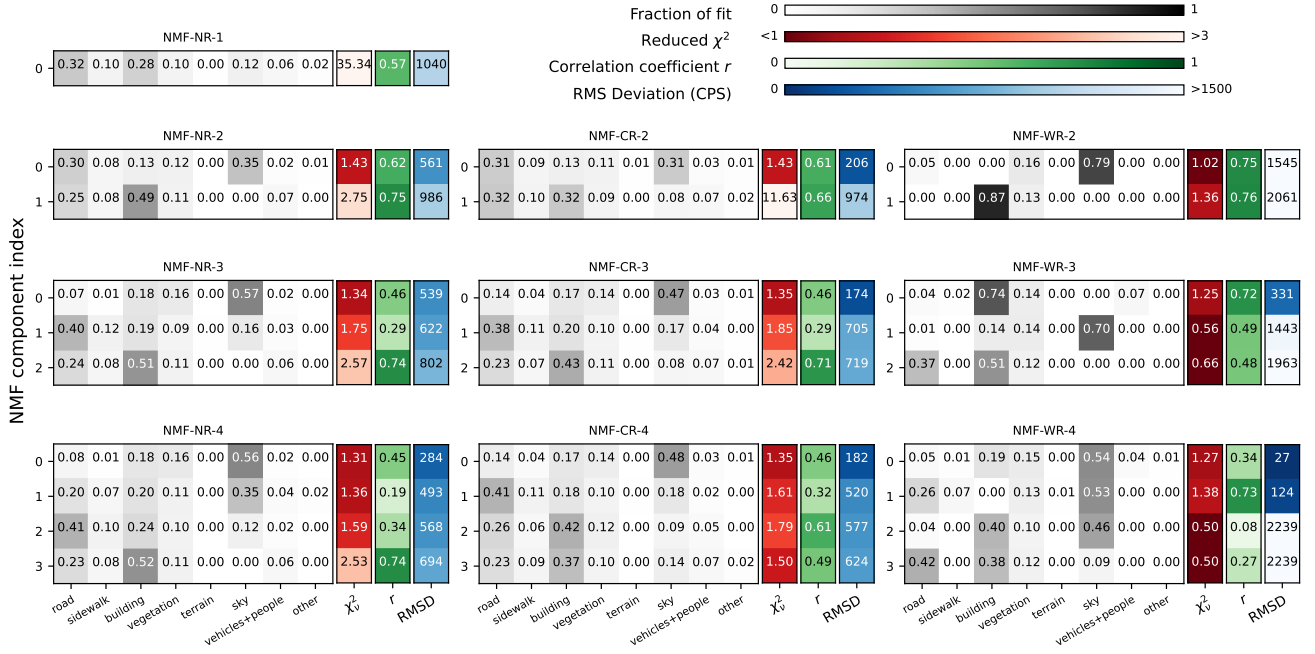 Fraction of fit 0 1
Reduced χ² <1 >3
Correlation coefficient r 0 1
RMS Deviation (CPS) 0 >1500
NMF component index
NMF-NR-1
0 0.32 0.10 0.28 0.10 0.00 0.12 0.06 0.02 35.34 0.57 1040
NMF-NR-2
0 0.30 0.08 0.13 0.12 0.00 0.35 0.02 0.01 1.43 0.62 561
1 0.25 0.08 0.49 0.11 0.00 0.00 0.07 0.00 2.75 0.75 986
NMF-CR-2
0 0.31 0.09 0.13 0.11 0.01 0.31 0.03 0.01 1.43 0.61 206
1 0.32 0.10 0.32 0.09 0.00 0.08 0.07 0.02 11.63 0.66 974
NMF-WR-2
0 0.05 0.00 0.00 0.16 0.00 0.79 0.00 0.00 1.02 0.75 1545
1 0.00 0.00 0.87 0.13 0.00 0.00 0.00 0.00 1.36 0.76 2061
NMF-NR-3
0 0.07 0.01 0.18 0.16 0.00 0.57 0.02 0.00 1.34 0.46 539
1 0.40 0.12 0.19 0.09 0.00 0.16 0.03 0.00 1.75 0.29 622
2 0.24 0.08 0.51 0.11 0.00 0.00 0.06 0.00 2.57 0.74 802
NMF-CR-3
0 0.14 0.04 0.17 0.14 0.00 0.47 0.03 0.01 1.35 0.46 174
1 0.38 0.11 0.20 0.10 0.00 0.17 0.04 0.00 1.85 0.29 705
2 0.23 0.07 0.43 0.11 0.00 0.08 0.07 0.01 2.42 0.71 719
NMF-WR-3
0 0.04 0.02 0.74 0.14 0.00 0.00 0.07 0.00 1.25 0.72 331
1 0.01 0.00 0.14 0.14 0.00 0.70 0.00 0.00 0.56 0.49 1443
2 0.37 0.00 0.51 0.12 0.00 0.00 0.00 0.00 0.66 0.48 1963
NMF-NR-4
0 0.08 0.01 0.18 0.16 0.00 0.56 0.02 0.00 1.31 0.45 284
1 0.20 0.07 0.20 0.11 0.00 0.35 0.04 0.02 1.36 0.19 493
2 0.41 0.10 0.24 0.10 0.00 0.12 0.02 0.00 1.59 0.34 568
3 0.23 0.08 0.52 0.11 0.00 0.00 0.06 0.00 2.53 0.74 694
road sidewalk building vegetation terrain sky vehicles+people other χ²ᵥ r RMSD
NMF-CR-4
0 0.14 0.04 0.17 0.14 0.00 0.48 0.03 0.01 1.35 0.46 182
1 0.41 0.11 0.18 0.10 0.00 0.18 0.02 0.00 1.61 0.32 520
2 0.26 0.06 0.42 0.12 0.00 0.09 0.05 0.00 1.79 0.61 577
3 0.23 0.09 0.37 0.10 0.00 0.14 0.07 0.02 1.50 0.49 624
road sidewalk building vegetation terrain sky vehicles+people other χ²ᵥ r RMSD
NMF-WR-4
0 0.05 0.01 0.19 0.15 0.00 0.54 0.04 0.01 1.27 0.34 27
1 0.26 0.07 0.00 0.13 0.01 0.53 0.00 0.00 1.38 0.73 124
2 0.04 0.00 0.40 0.10 0.00 0.46 0.00 0.00 0.50 0.08 2239
3 0.42 0.00 0.38 0.12 0.00 0.09 0.00 0.00 0.50 0.27 2239
road sidewalk building vegetation terrain sky vehicles+people other χ²ᵥ r RMSD